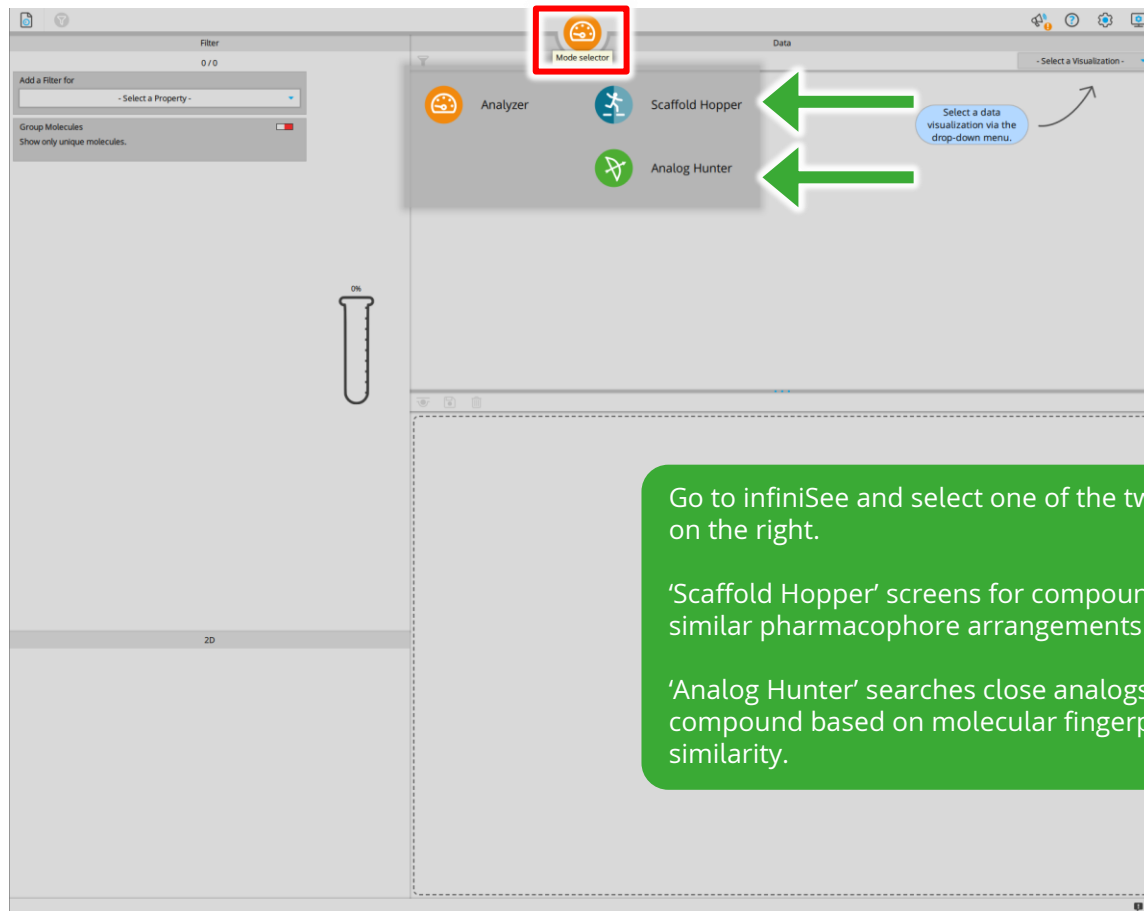 Filter
0 / 0
Add a Filter for
- Select a Property -
Group Molecules
Show only unique molecules.
0%
2D
Data
Mode selector
- Select a Visualization -
Analyzer
Scaffold Hopper
Analog Hunter
Select a data
visualization via the
drop-down menu.
Go to infiniSee and select one of the
on the right.
‘Scaffold Hopper’ screens for
similar pharmacophore arrangements
‘Analog Hunter’ searches close analogs
compound based on molecular
similarity.